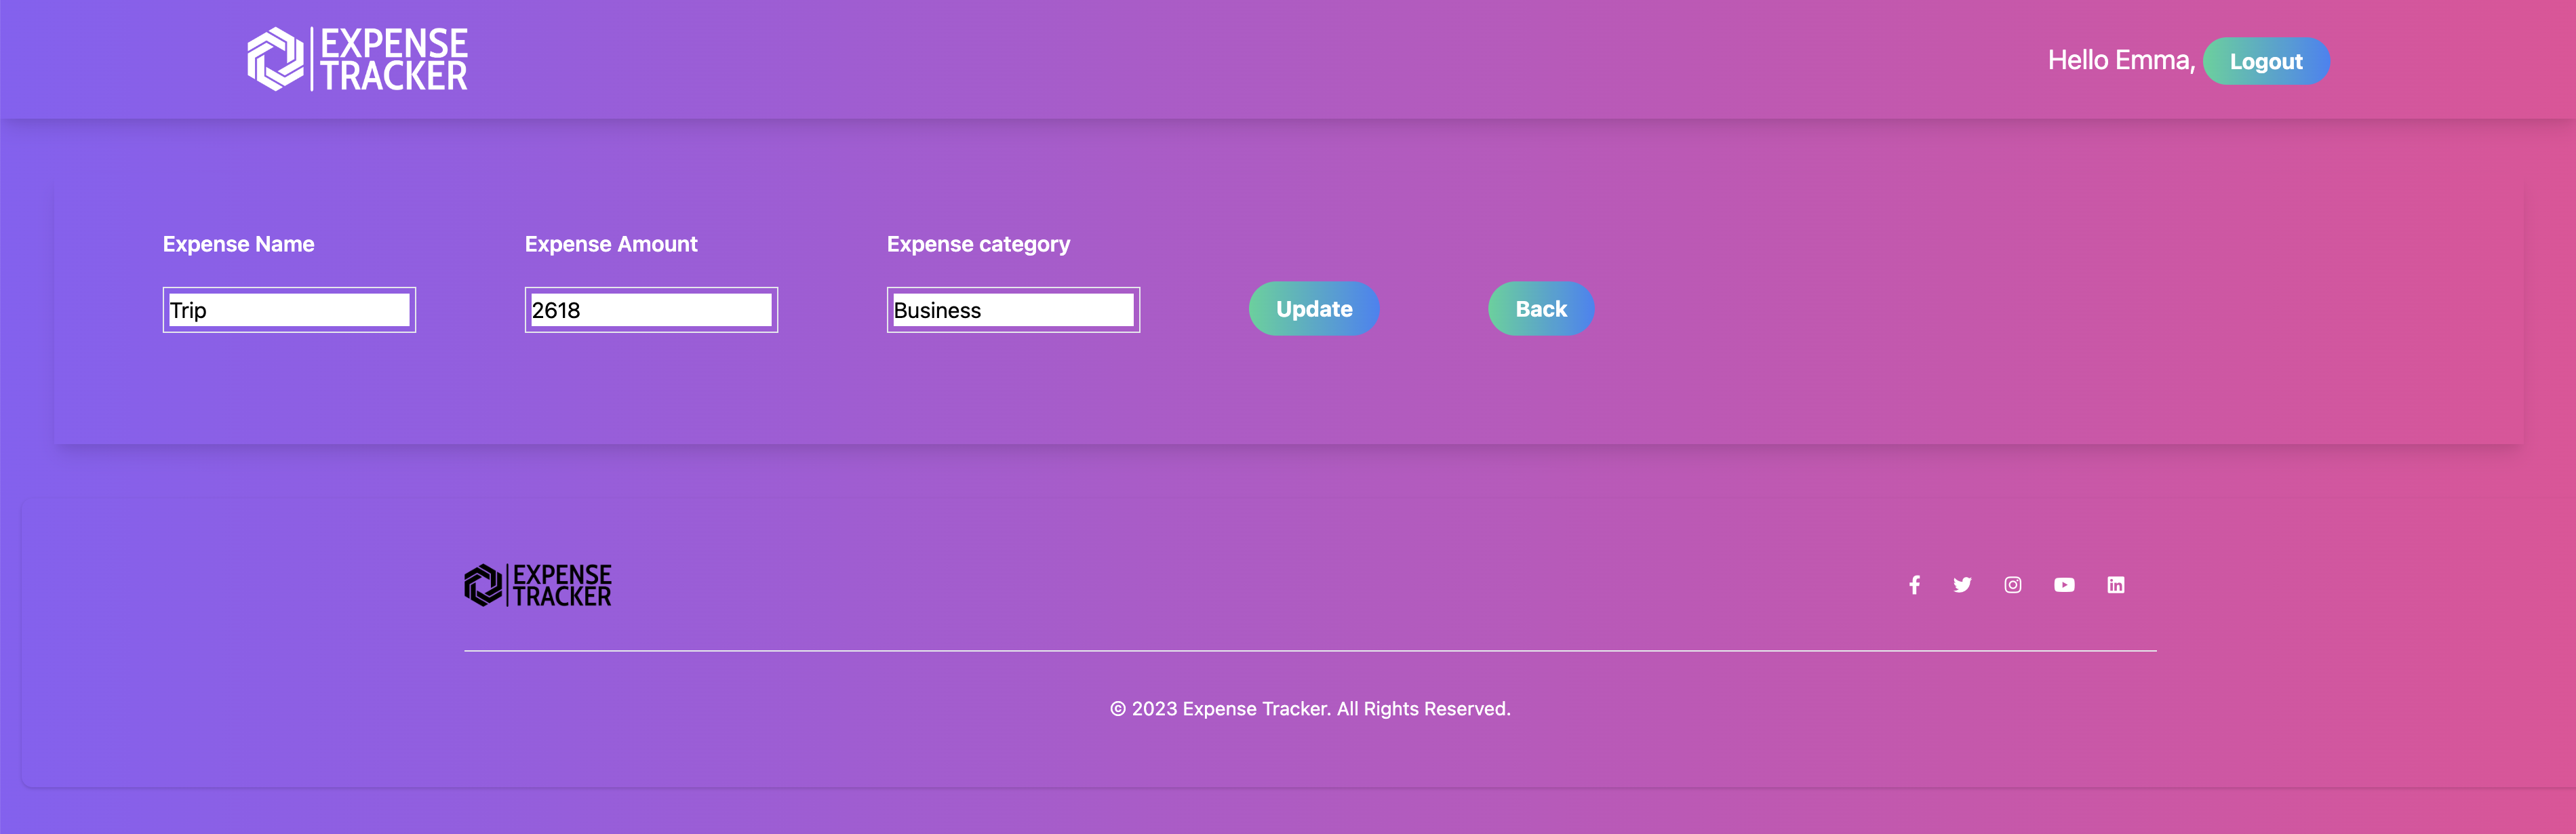 EXPENSE
TRACKER
Hello Emma, Logout
Expense Name
Expense Amount
Expense category
Trip
2618
Business
Update
Back
EXPENSE
TRACKER
© 2023 Expense Tracker. All Rights Reserved.